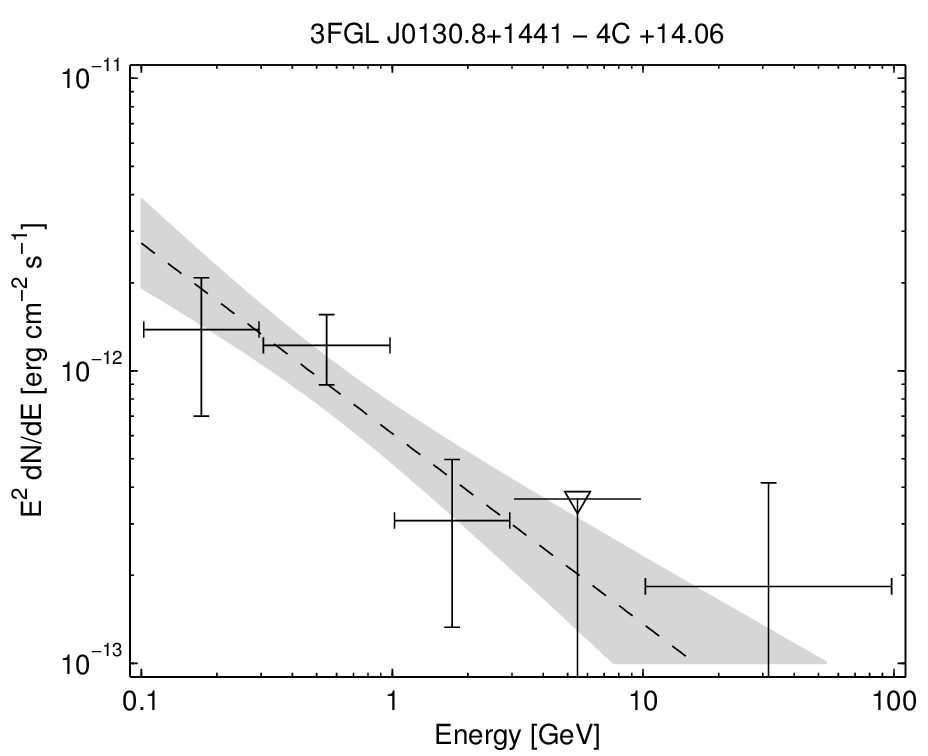 3FGL J0130.8+1441 − 4C +14.06
10⁻¹¹
10⁻¹²
10⁻¹³
E² dN/dE [erg cm⁻² s⁻¹]
0.1 1 10 100
Energy [GeV]